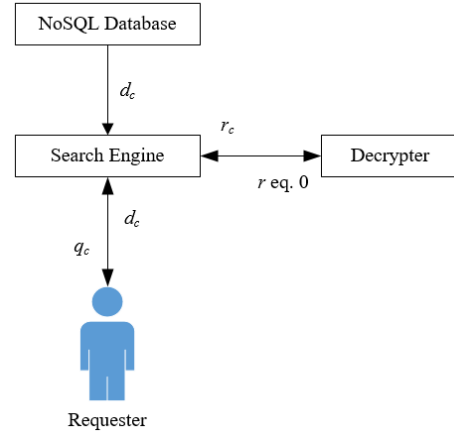 NoSQL Database
d_c
r_c
Search Engine
Decrypter
r eq. 0
d_c
q_c
Requester